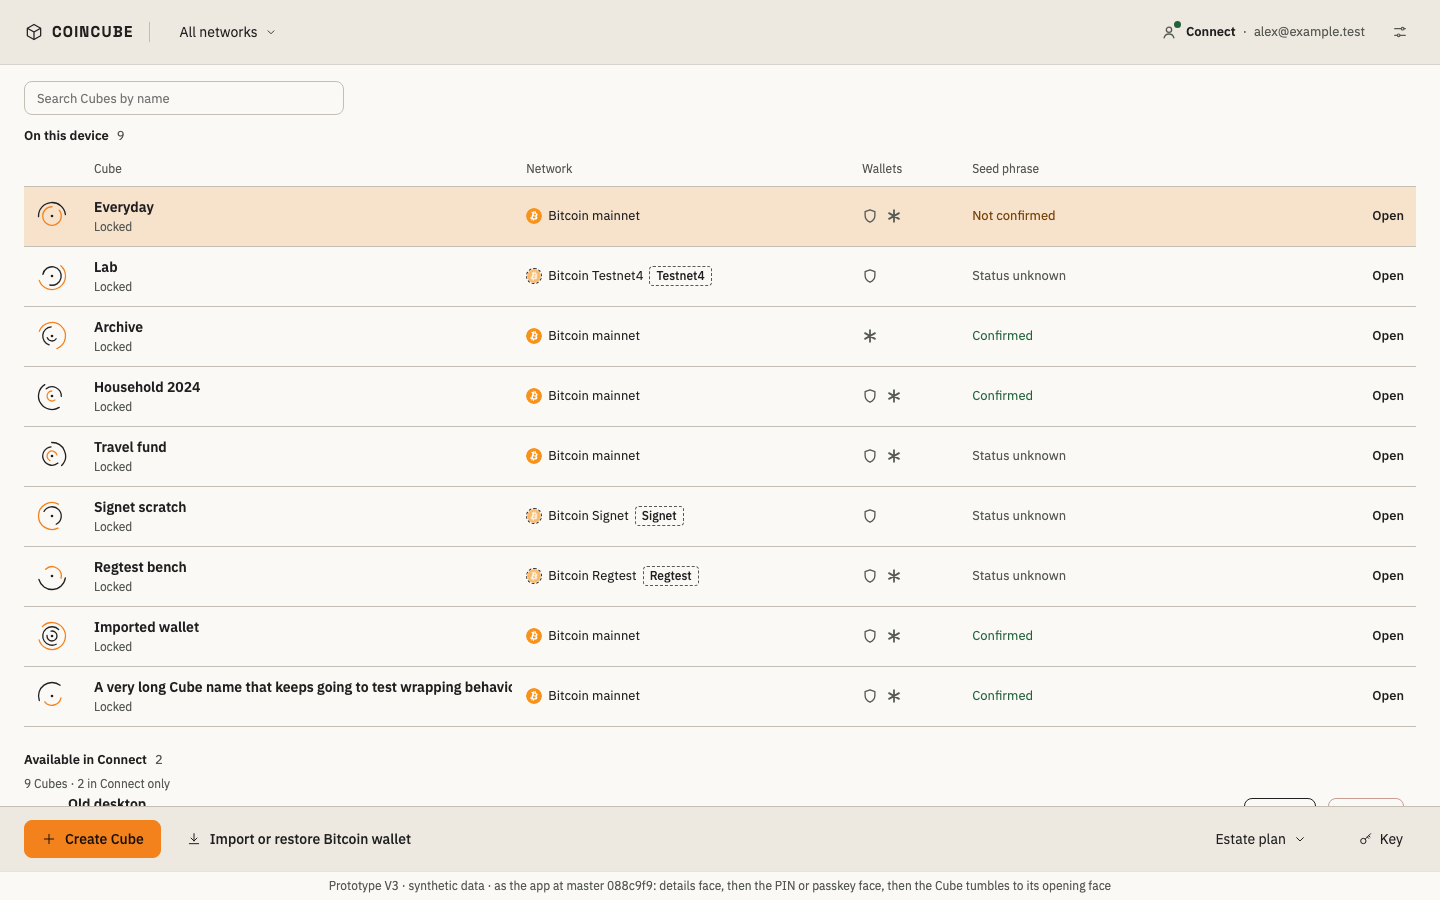 COINCUBE
All networks
Connect · alex@example.test
Search Cubes by name
On this device 9
Cube Network Wallets Seed phrase
Everyday
Locked
Bitcoin mainnet
Not confirmed
Open
Lab
Locked
Bitcoin Testnet4 Testnet4
Status unknown
Open
Archive
Locked
Bitcoin mainnet
Confirmed
Open
Household 2024
Locked
Bitcoin mainnet
Confirmed
Open
Travel fund
Locked
Bitcoin mainnet
Status unknown
Open
Signet scratch
Locked
Bitcoin Signet Signet
Status unknown
Open
Regtest bench
Locked
Bitcoin Regtest Regtest
Status unknown
Open
Imported wallet
Locked
Bitcoin mainnet
Confirmed
Open
A very long Cube name that keeps going to test wrapping behavio
Locked
Bitcoin mainnet
Confirmed
Open
Available in Connect 2
9 Cubes · 2 in Connect only
Old desktop
Create Cube
Import or restore Bitcoin wallet
Estate plan
Key
Prototype V3 · synthetic data · as the app at master 088c9f9: details face, then the PIN or passkey face, then the Cube tumbles to its opening face